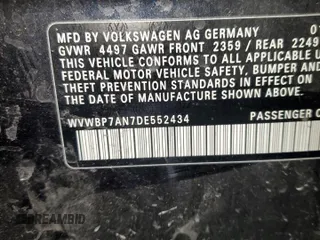 MFD BY VOLKSWAGEN AG GERMANY 01
GVWR 4497 GAWR FRONT 2359 / REAR 2249
THIS VEHICLE CONFORMS TO ALL APPLICABLE
FEDERAL MOTOR VEHICLE SAFETY, BUMPER AND
THEFT PREVENTION STANDARDS IN EFFECT ON THE
DATE OF MANUFACTURE SHOWN ABOVE
WVWBP7AN7DE552434 PASSENGER C
DREAMBID